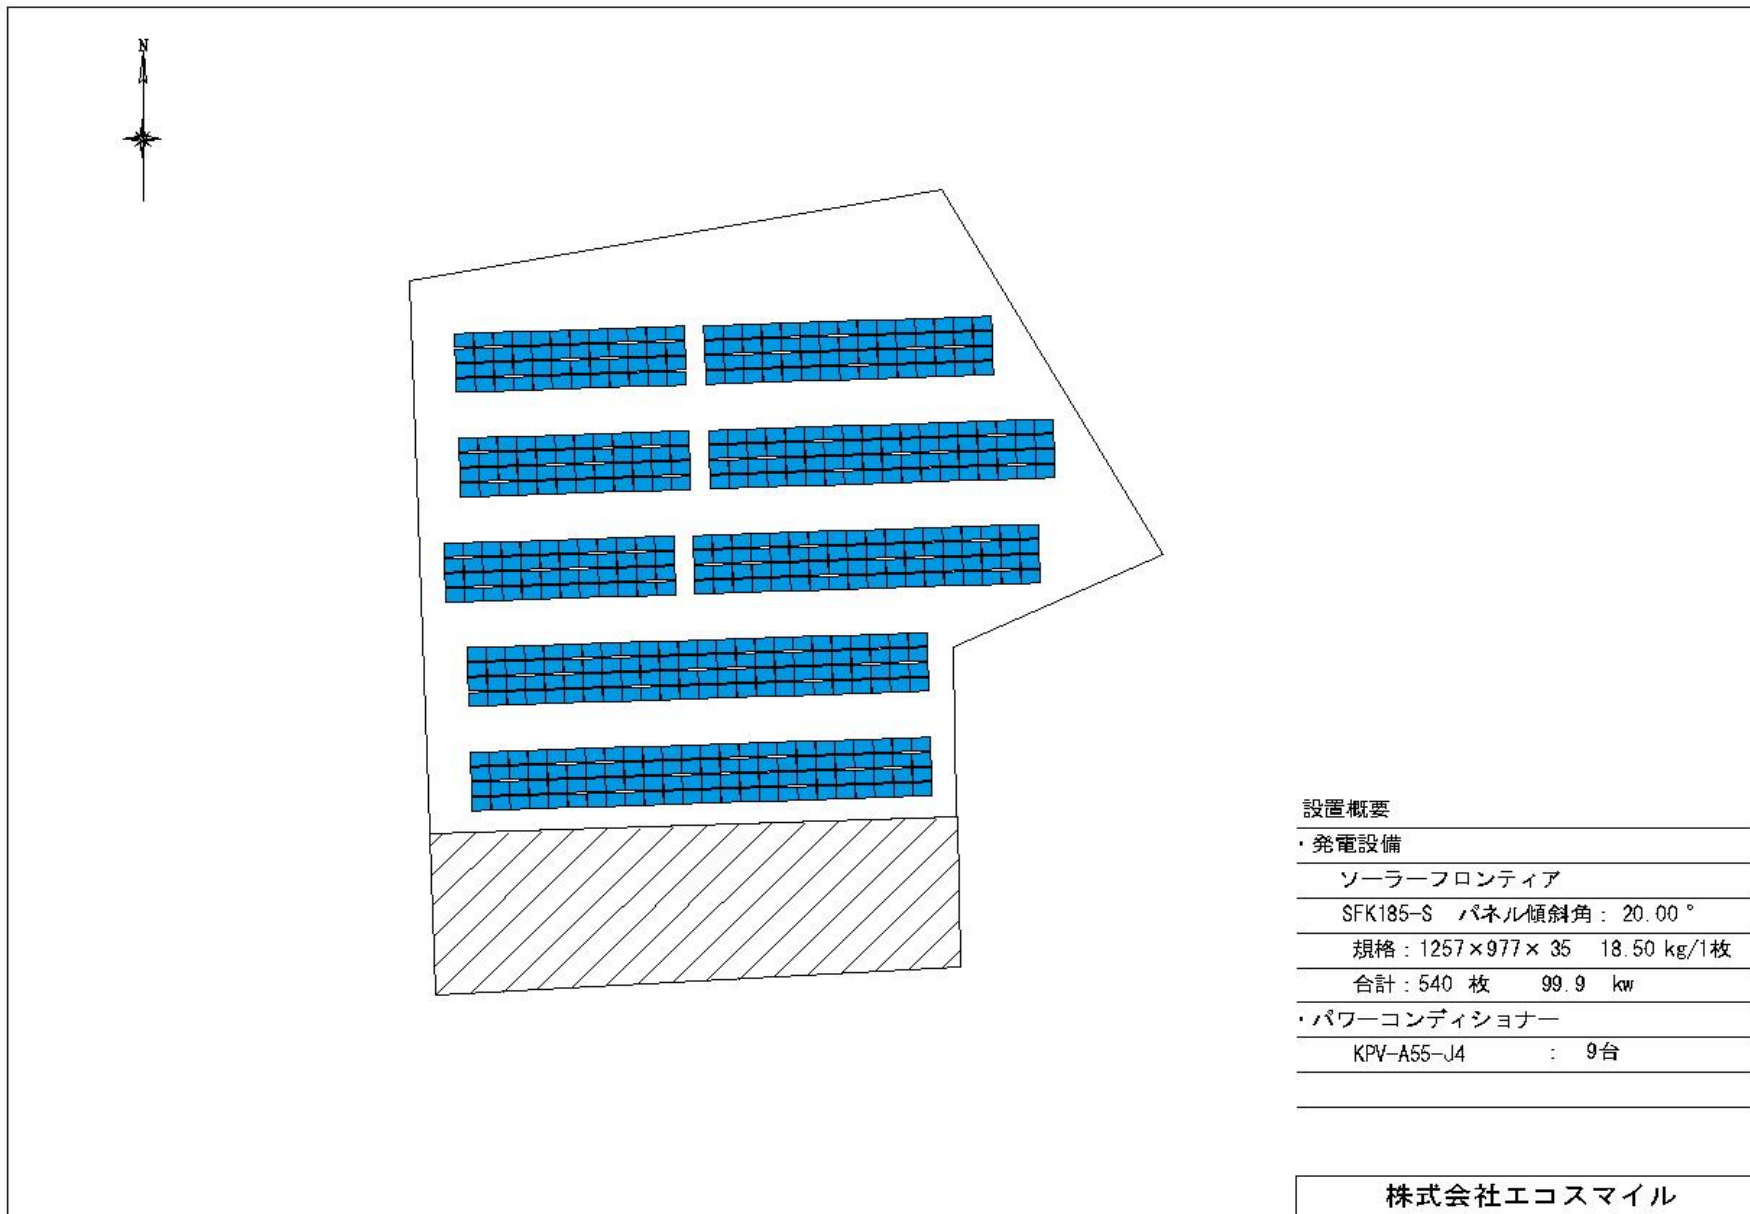 N
設置概要
・発電設備
ソーラーフロンティア
SFK185-S パネル傾斜角：20.00°
規格：1257×977×35 18.50 kg/1枚
合計：540 枚 99.9 kw
・パワーコンディショナー
KPV-A55-J4 ： 9台
株式会社エコスマイル